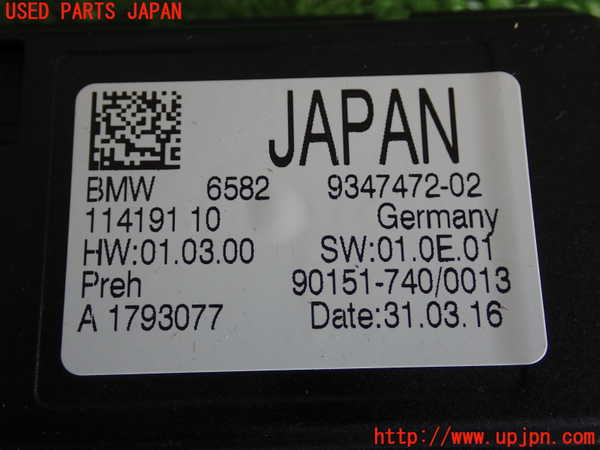 USED PARTS JAPAN
JAPAN
BMW 6582 9347472-02
114191 10 Germany
HW:01.03.00 SW:01.0E.01
Preh 90151-740/0013
A 1793077 Date:31.03.16
http://www.upjpn.com/